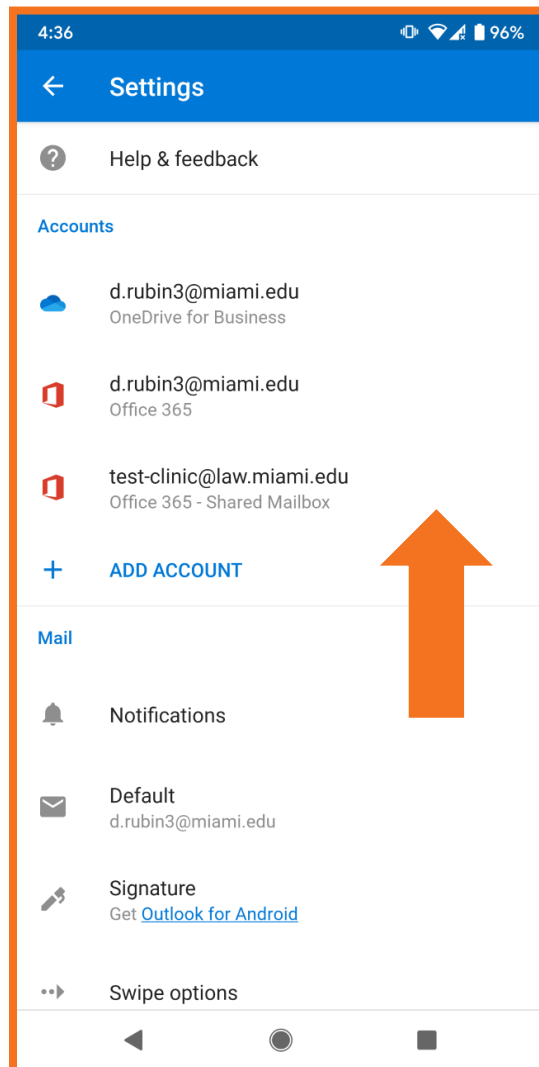 4:36 96%
Settings
Help & feedback
Accounts
d.rubin3@miami.edu
OneDrive for Business
d.rubin3@miami.edu
Office 365
test-clinic@law.miami.edu
Office 365 - Shared Mailbox
ADD ACCOUNT
Mail
Notifications
Default
d.rubin3@miami.edu
Signature
Get Outlook for Android
Swipe options